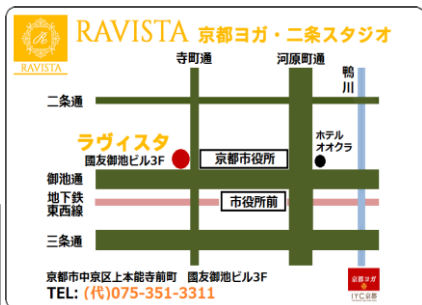 RAVISTA 京都ヨガ・二条スタジオ
RAVISTA
寺町通
河原町通
鴨川
二条通
ラヴィスタ
國友御池ビル3F
京都市役所
ホテル
オオクラ
御池通
地下鉄
東西線
市役所前
三条通
京都市中京区上本能寺前町 國友御池ビル3F
TEL: (代)075-351-3311
京都ヨガ
IYC京都